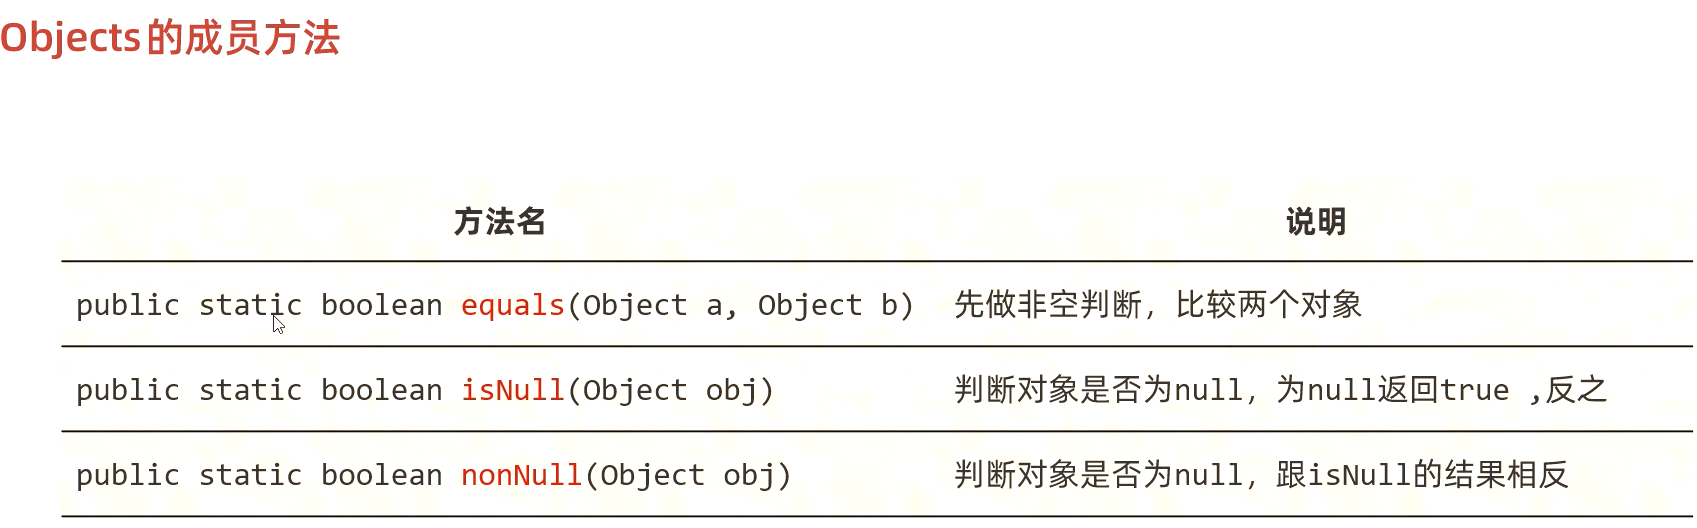 Objects的成员方法
方法名 说明
public static boolean equals(Object a, Object b) 先做非空判断，比较两个对象
public static boolean isNull(Object obj) 判断对象是否为null，为null返回true ,反之
public static boolean nonNull(Object obj) 判断对象是否为null，跟isNull的结果相反